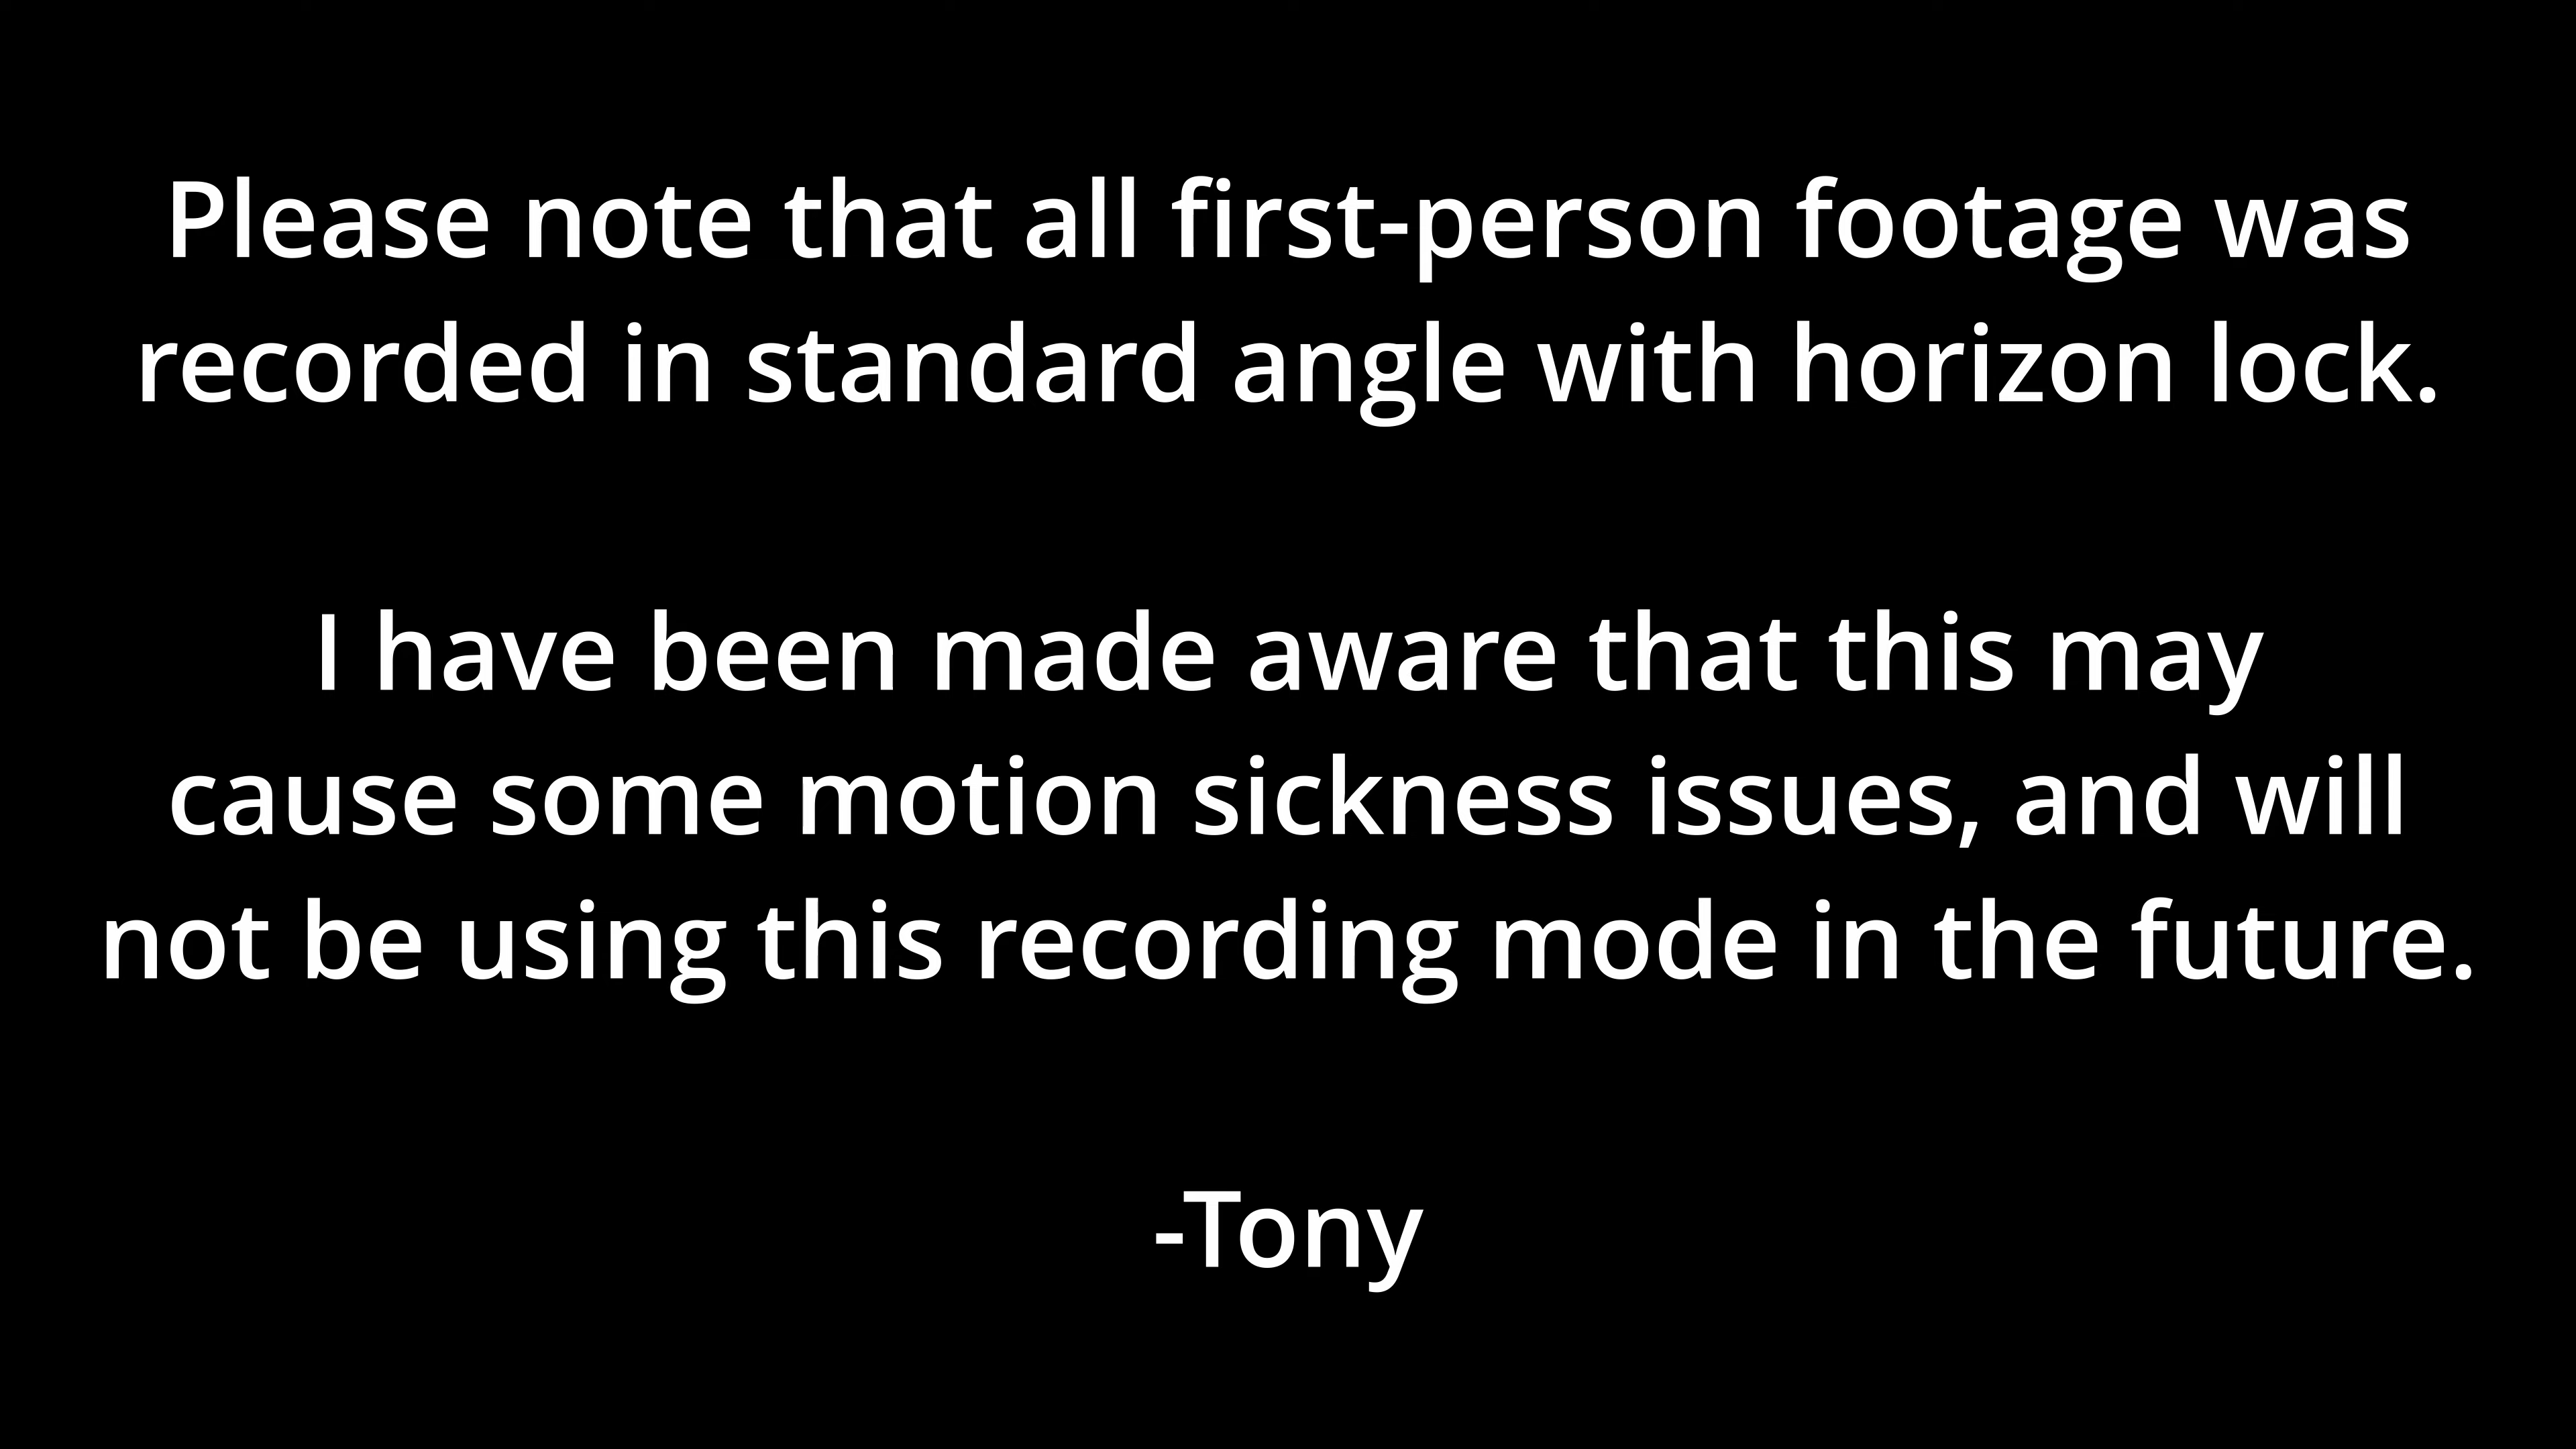 Please note that all first-person footage was
recorded in standard angle with horizon lock.
I have been made aware that this may
cause some motion sickness issues, and will
not be using this recording mode in the future.
-Tony